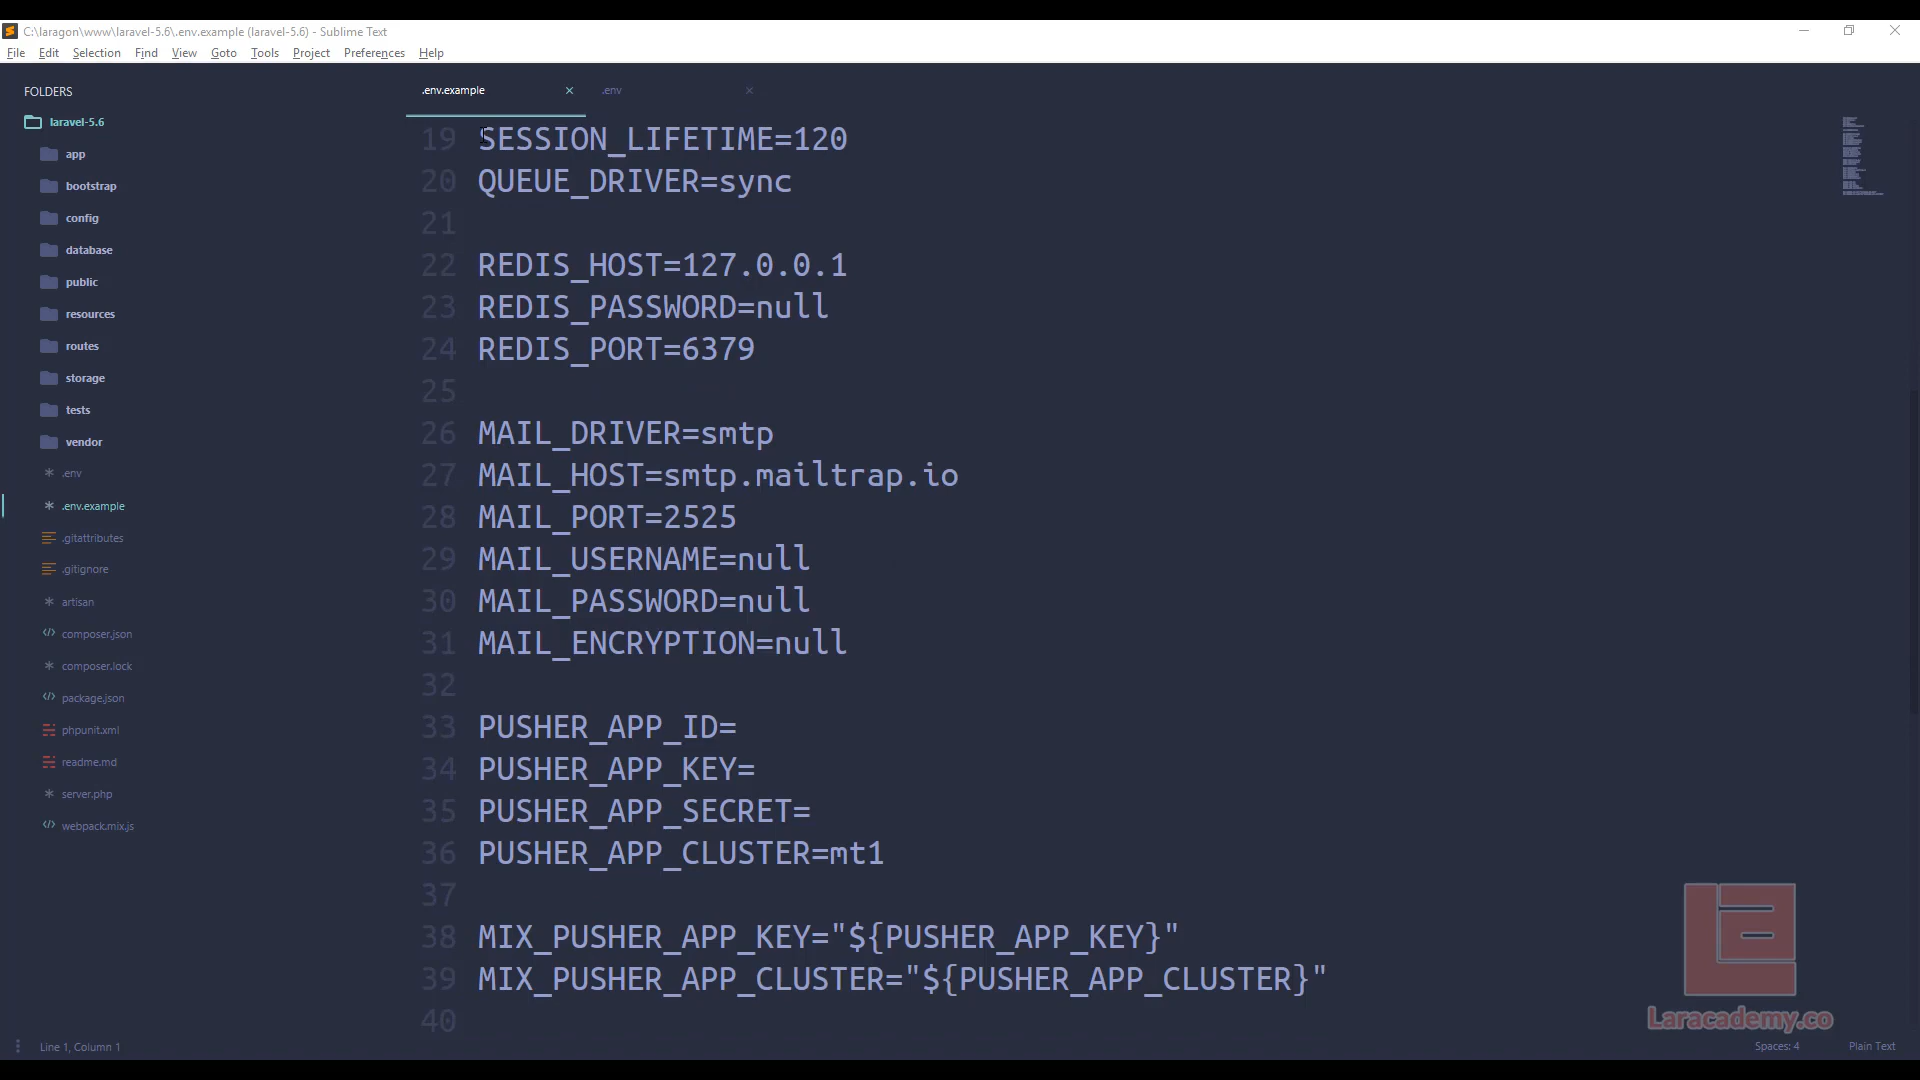 C:\laragon\www\laravel-5.6\.env.example (laravel-5.6) - Sublime Text
File Edit Selection Find View Goto Tools Project Preferences Help
FOLDERS
laravel-5.6
app
bootstrap
config
database
public
resources
routes
storage
tests
vendor
.env
.env.example
.gitattributes
.gitignore
artisan
composer.json
composer.lock
package.json
phpunit.xml
readme.md
server.php
webpack.mix.js
.env.example .env
19 SESSION_LIFETIME=120
20 QUEUE_DRIVER=sync
21
22 REDIS_HOST=127.0.0.1
23 REDIS_PASSWORD=null
24 REDIS_PORT=6379
25
26 MAIL_DRIVER=smtp
27 MAIL_HOST=smtp.mailtrap.io
28 MAIL_PORT=2525
29 MAIL_USERNAME=null
30 MAIL_PASSWORD=null
31 MAIL_ENCRYPTION=null
32
33 PUSHER_APP_ID=
34 PUSHER_APP_KEY=
35 PUSHER_APP_SECRET=
36 PUSHER_APP_CLUSTER=mt1
37
38 MIX_PUSHER_APP_KEY="${PUSHER_APP_KEY}"
39 MIX_PUSHER_APP_CLUSTER="${PUSHER_APP_CLUSTER}"
40
Laracademy.co
Line 1, Column 1
Spaces: 4
Plain Text